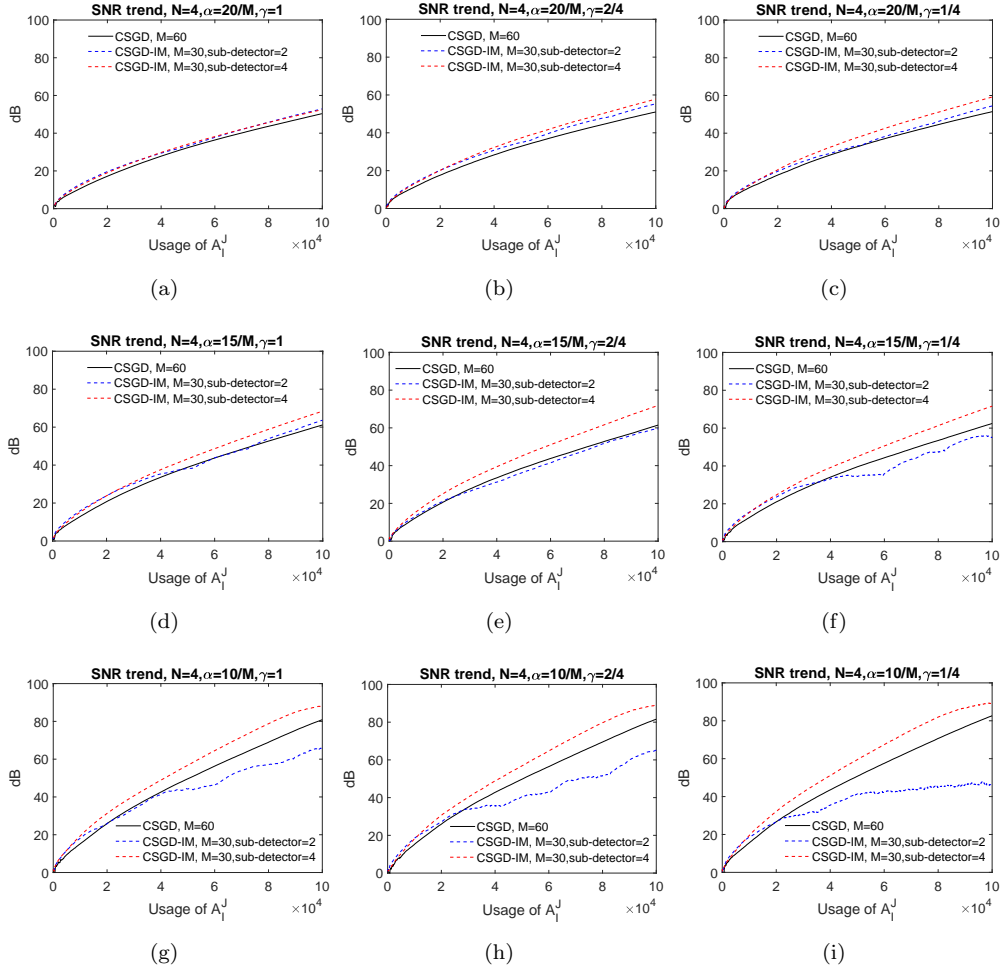 SNR trend, N=4,α=20/M,γ=1
100
80
60
40
20
0
dB
CSGD, M=60
CSGD-IM, M=30,sub-detector=2
CSGD-IM, M=30,sub-detector=4
0 2 4 6 8 10
Usage of A_I^J ×10^4
(a)
SNR trend, N=4,α=20/M,γ=2/4
100
80
60
40
20
0
dB
CSGD, M=60
CSGD-IM, M=30,sub-detector=2
CSGD-IM, M=30,sub-detector=4
0 2 4 6 8 10
Usage of A_I^J ×10^4
(b)
SNR trend, N=4,α=20/M,γ=1/4
100
80
60
40
20
0
dB
CSGD, M=60
CSGD-IM, M=30,sub-detector=2
CSGD-IM, M=30,sub-detector=4
0 2 4 6 8 10
Usage of A_I^J ×10^4
(c)
SNR trend, N=4,α=15/M,γ=1
100
80
60
40
20
0
dB
CSGD, M=60
CSGD-IM, M=30,sub-detector=2
CSGD-IM, M=30,sub-detector=4
0 2 4 6 8 10
Usage of A_I^J ×10^4
(d)
SNR trend, N=4,α=15/M,γ=2/4
100
80
60
40
20
0
dB
CSGD, M=60
CSGD-IM, M=30,sub-detector=2
CSGD-IM, M=30,sub-detector=4
0 2 4 6 8 10
Usage of A_I^J ×10^4
(e)
SNR trend, N=4,α=15/M,γ=1/4
100
80
60
40
20
0
dB
CSGD, M=60
CSGD-IM, M=30,sub-detector=2
CSGD-IM, M=30,sub-detector=4
0 2 4 6 8 10
Usage of A_I^J ×10^4
(f)
SNR trend, N=4,α=10/M,γ=1
100
80
60
40
20
0
dB
CSGD, M=60
CSGD-IM, M=30,sub-detector=2
CSGD-IM, M=30,sub-detector=4
0 2 4 6 8 10
Usage of A_I^J ×10^4
(g)
SNR trend, N=4,α=10/M,γ=2/4
100
80
60
40
20
0
dB
CSGD, M=60
CSGD-IM, M=30,sub-detector=2
CSGD-IM, M=30,sub-detector=4
0 2 4 6 8 10
Usage of A_I^J ×10^4
(h)
SNR trend, N=4,α=10/M,γ=1/4
100
80
60
40
20
0
dB
CSGD, M=60
CSGD-IM, M=30,sub-detector=2
CSGD-IM, M=30,sub-detector=4
0 2 4 6 8 10
Usage of A_I^J ×10^4
(i)